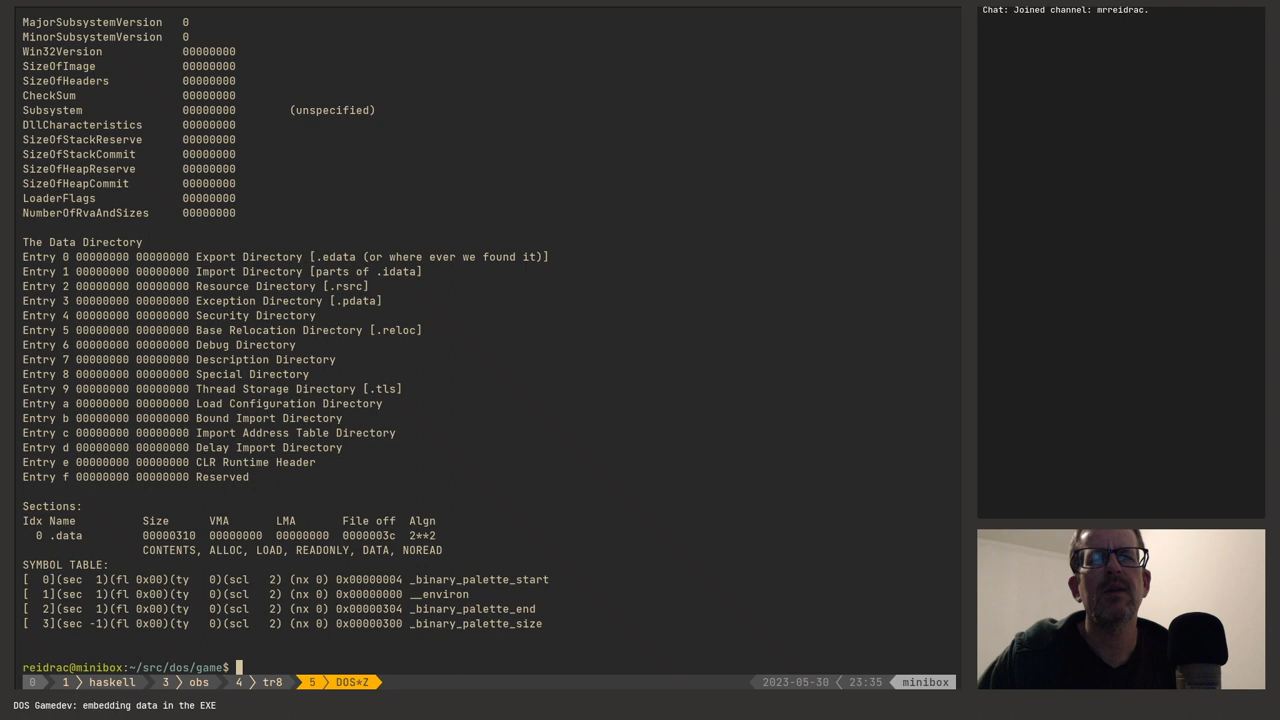 MajorSubsystemVersion 0
MinorSubsystemVersion 0
Win32Version 00000000
SizeOfImage 00000000
SizeOfHeaders 00000000
CheckSum 00000000
Subsystem 00000000 (unspecified)
DllCharacteristics 00000000
SizeOfStackReserve 00000000
SizeOfStackCommit 00000000
SizeOfHeapReserve 00000000
SizeOfHeapCommit 00000000
LoaderFlags 00000000
NumberOfRvaAndSizes 00000000
The Data Directory
Entry 0 00000000 00000000 Export Directory [.edata (or where ever we found it)]
Entry 1 00000000 00000000 Import Directory [parts of .idata]
Entry 2 00000000 00000000 Resource Directory [.rsrc]
Entry 3 00000000 00000000 Exception Directory [.pdata]
Entry 4 00000000 00000000 Security Directory
Entry 5 00000000 00000000 Base Relocation Directory [.reloc]
Entry 6 00000000 00000000 Debug Directory
Entry 7 00000000 00000000 Description Directory
Entry 8 00000000 00000000 Special Directory
Entry 9 00000000 00000000 Thread Storage Directory [.tls]
Entry a 00000000 00000000 Load Configuration Directory
Entry b 00000000 00000000 Bound Import Directory
Entry c 00000000 00000000 Import Address Table Directory
Entry d 00000000 00000000 Delay Import Directory
Entry e 00000000 00000000 CLR Runtime Header
Entry f 00000000 00000000 Reserved
Sections:
Idx Name Size VMA LMA File off Algn
0 .data 00000310 00000000 00000000 0000003c 2**2
CONTENTS, ALLOC, LOAD, READONLY, DATA, NOREAD
SYMBOL TABLE:
[ 0](sec 1)(fl 0x00)(ty 0)(scl 2) (nx 0) 0x00000004 _binary_palette_start
[ 1](sec 1)(fl 0x00)(ty 0)(scl 2) (nx 0) 0x00000000 __environ
[ 2](sec 1)(fl 0x00)(ty 0)(scl 2) (nx 0) 0x00000304 _binary_palette_end
[ 3](sec -1)(fl 0x00)(ty 0)(scl 2) (nx 0) 0x00000300 _binary_palette_size
reidrac@minibox:~/src/dos/game$
0 1 haskell 3 obs 4 tr8 5 DOS*Z 2023-05-30 23:35 minibox
DOS Gamedev: embedding data in the EXE
Chat: Joined channel: mrreidrac.